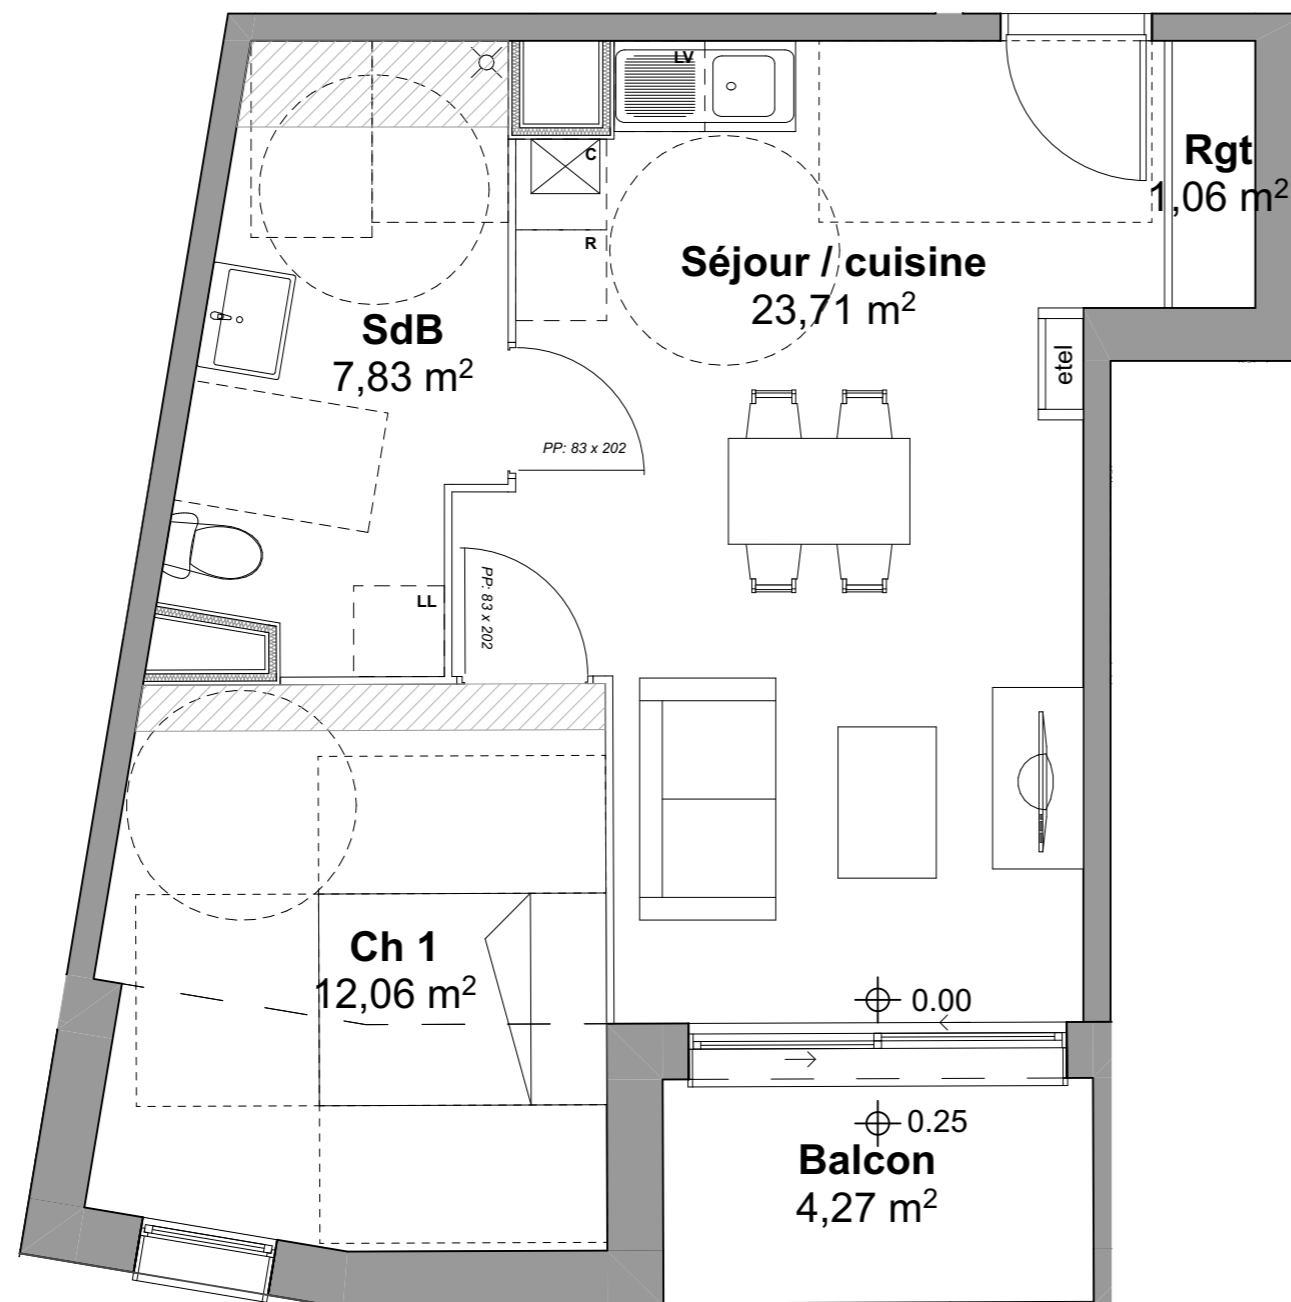 LV
C
R
Rgt
1,06 m²
Séjour / cuisine
23,71 m²
SdB
7,83 m²
etel
PP: 83 x 202
PP: 83 x 202
LL
Ch 1
12,06 m²
0.00
0.25
Balcon
4,27 m²